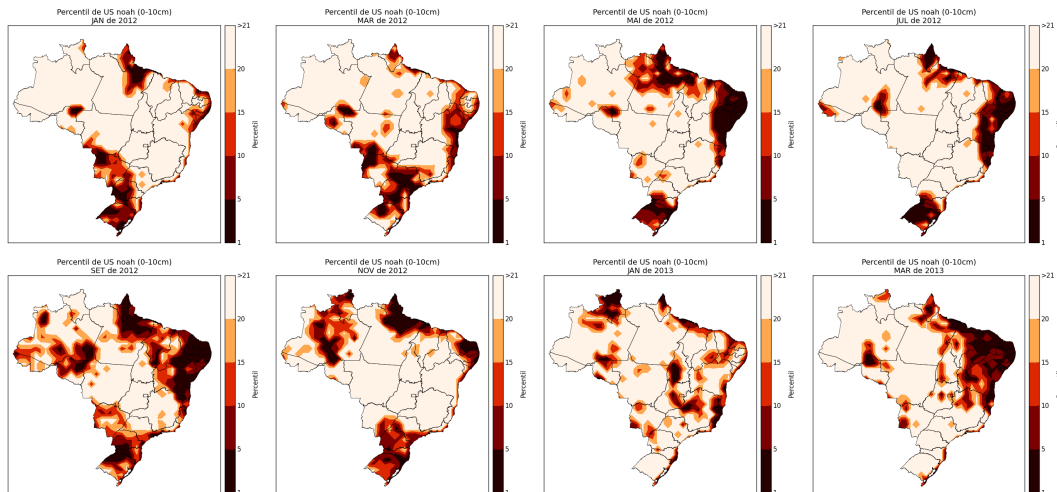 Percentil de US noah (0-10cm)
JAN de 2012
>21
20
15
10
5
1
Percentil
Percentil de US noah (0-10cm)
MAR de 2012
>21
20
15
10
5
1
Percentil
Percentil de US noah (0-10cm)
MAI de 2012
>21
20
15
10
5
1
Percentil
Percentil de US noah (0-10cm)
JUL de 2012
>21
20
15
10
5
1
Percentil de US noah (0-10cm)
SET de 2012
>21
20
15
10
5
1
Percentil
Percentil de US noah (0-10cm)
NOV de 2012
>21
20
15
10
5
1
Percentil
Percentil de US noah (0-10cm)
JAN de 2013
>21
20
15
10
5
1
Percentil
Percentil de US noah (0-10cm)
MAR de 2013
>21
20
15
10
5
1